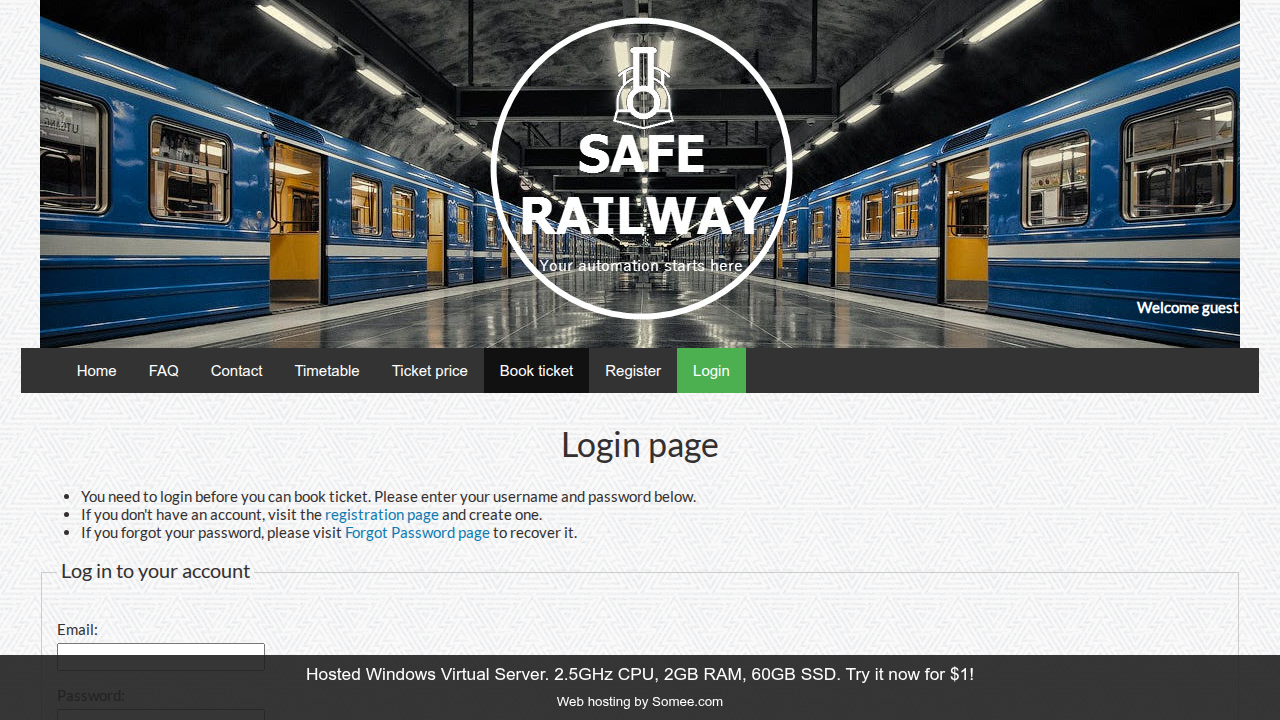 SAFE
RAILWAY
Your automation starts here
Welcome guest
Home FAQ Contact Timetable Ticket price Book ticket Register Login
Login page
You need to login before you can book ticket. Please enter your username and password below.
If you don't have an account, visit the registration page and create one.
If you forgot your password, please visit Forgot Password page to recover it.
Log in to your account
Email:
Hosted Windows Virtual Server. 2.5GHz CPU, 2GB RAM, 60GB SSD. Try it now for $1!
Password:
Web hosting by Somee.com